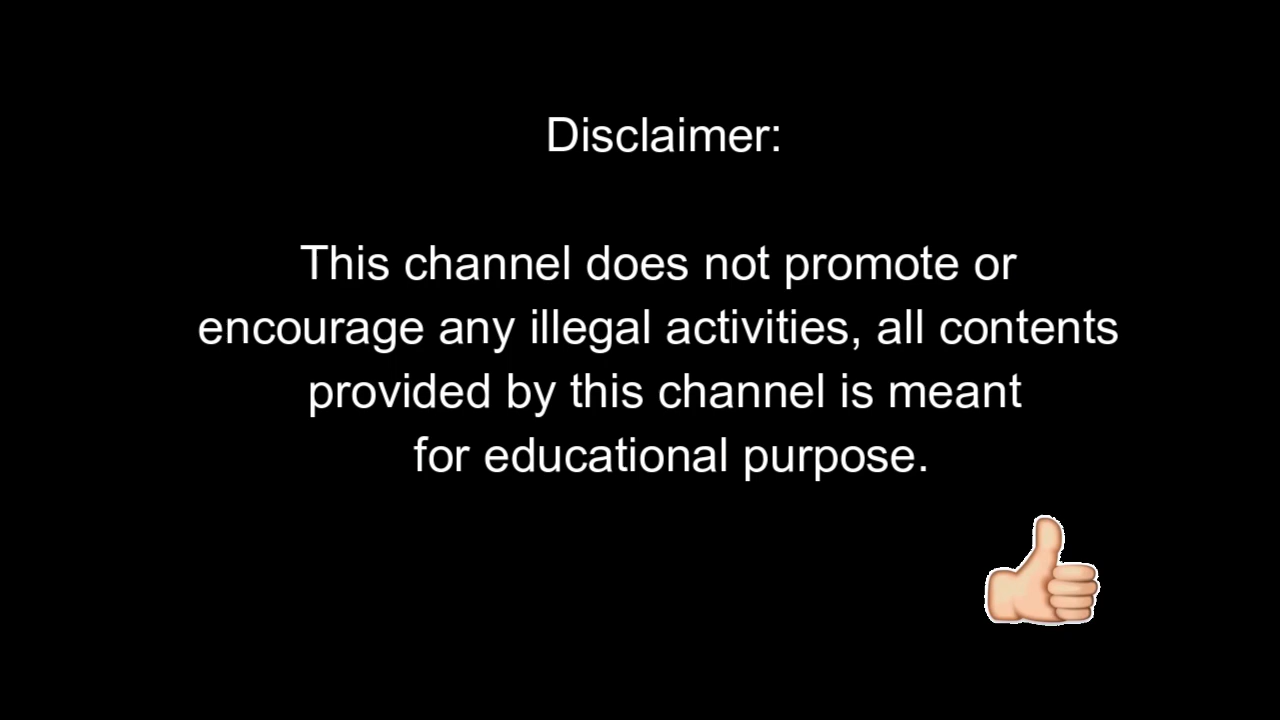 Disclaimer:
This channel does not promote or
encourage any illegal activities, all contents
provided by this channel is meant
for educational purpose.